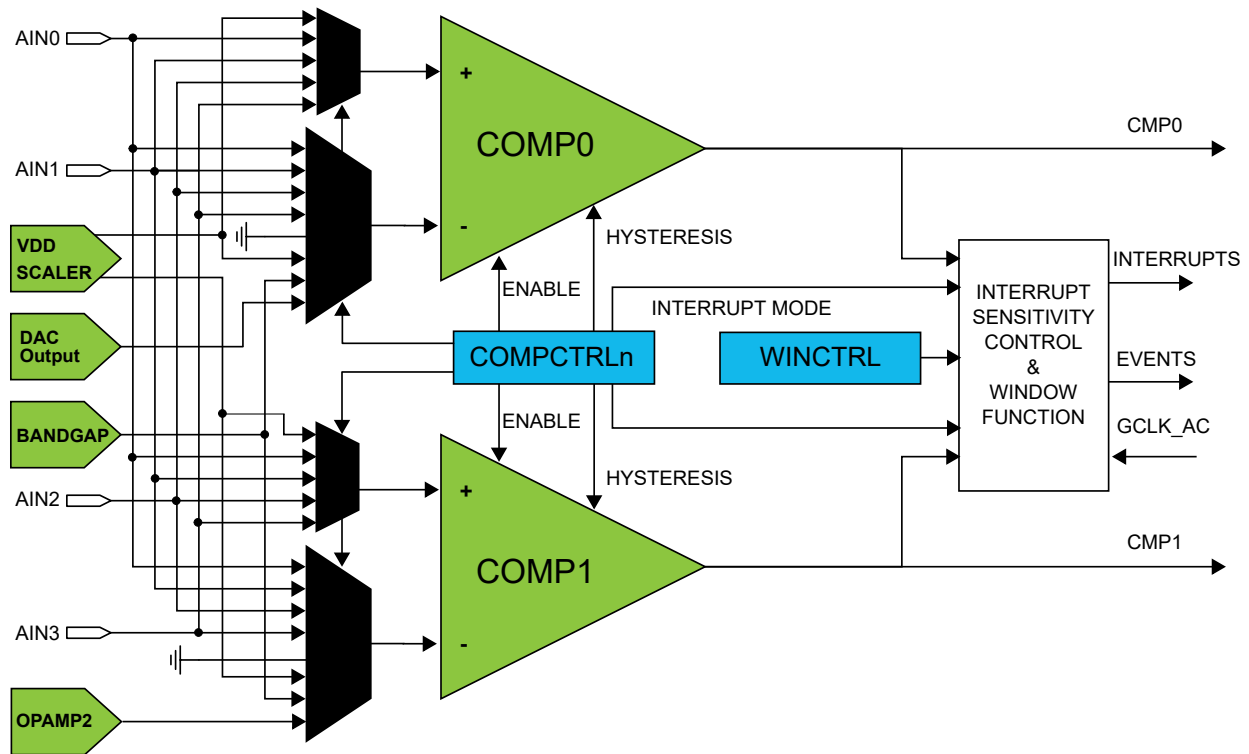 AIN0
+
COMP0
CMP0
AIN1
-
HYSTERESIS
VDD
SCALER
ENABLE
INTERRUPT MODE
INTERRUPTS
INTERRUPT
SENSITIVITY
CONTROL
&
WINDOW
FUNCTION
DAC
Output
COMPCTRLn
WINCTRL
EVENTS
ENABLE
GCLK_AC
BANDGAP
HYSTERESIS
AIN2
+
COMP1
CMP1
AIN3
-
OPAMP2